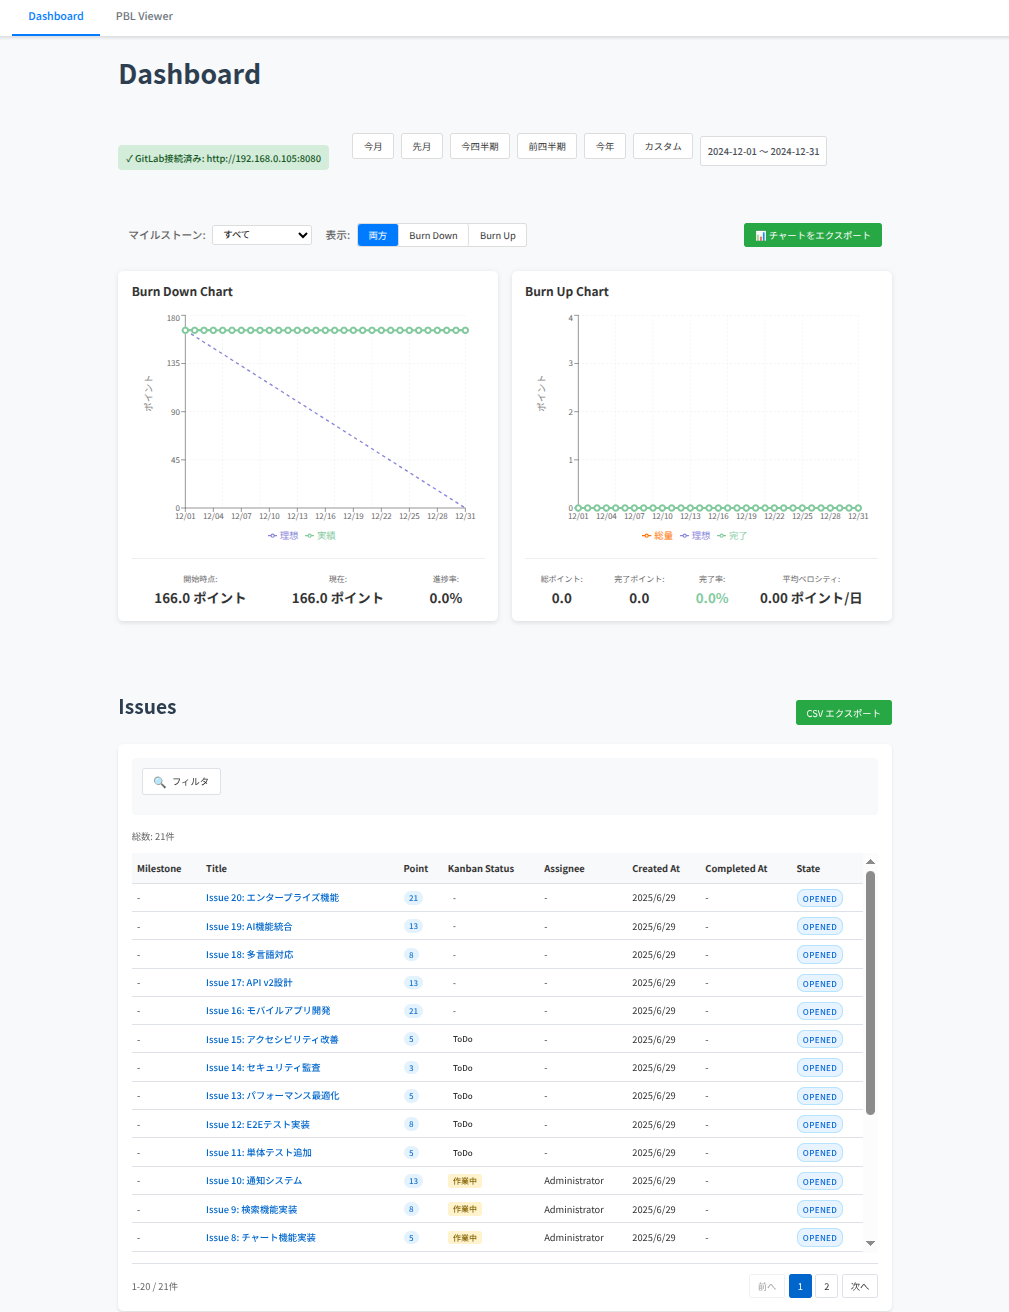 Dashboard PBL Viewer
Dashboard
✓GitLab接続済み: http://192.168.0.105:8080 今月 先月 今四半期 前四半期 今年 カスタム 2024-12-01 〜 2024-12-31
マイルストーン: すべて 表示: 両方 Burn Down Burn Up 📊 チャートをエクスポート
Burn Down Chart
180
135
90
45
0
ポイント
12/01 12/04 12/07 12/10 12/13 12/16 12/19 12/22 12/25 12/28 12/31
理想 実績
開始時点: 現在: 進捗率:
166.0 ポイント 166.0 ポイント 0.0%
Burn Up Chart
4
3
2
1
0
ポイント
12/01 12/04 12/07 12/10 12/13 12/16 12/19 12/22 12/25 12/28 12/31
総量 理想 完了
総ポイント: 完了ポイント: 完了率: 平均ベロシティ:
0.0 0.0 0.0% 0.00 ポイント/日
Issues CSV エクスポート
🔍 フィルタ
総数: 21件
Milestone Title Point Kanban Status Assignee Created At Completed At State
- Issue 20: エンタープライズ機能 21 - - 2025/6/29 - OPENED
- Issue 19: AI機能統合 13 - - 2025/6/29 - OPENED
- Issue 18: 多言語対応 8 - - 2025/6/29 - OPENED
- Issue 17: API v2設計 13 - - 2025/6/29 - OPENED
- Issue 16: モバイルアプリ開発 21 - - 2025/6/29 - OPENED
- Issue 15: アクセシビリティ改善 5 ToDo - 2025/6/29 - OPENED
- Issue 14: セキュリティ監査 3 ToDo - 2025/6/29 - OPENED
- Issue 13: パフォーマンス最適化 5 ToDo - 2025/6/29 - OPENED
- Issue 12: E2Eテスト実装 8 ToDo - 2025/6/29 - OPENED
- Issue 11: 単体テスト追加 5 ToDo - 2025/6/29 - OPENED
- Issue 10: 通知システム 13 作業中 Administrator 2025/6/29 - OPENED
- Issue 9: 検索機能実装 8 作業中 Administrator 2025/6/29 - OPENED
- Issue 8: チャート機能実装 5 作業中 Administrator 2025/6/29 - OPENED
1-20 / 21件 前へ 1 2 次へ